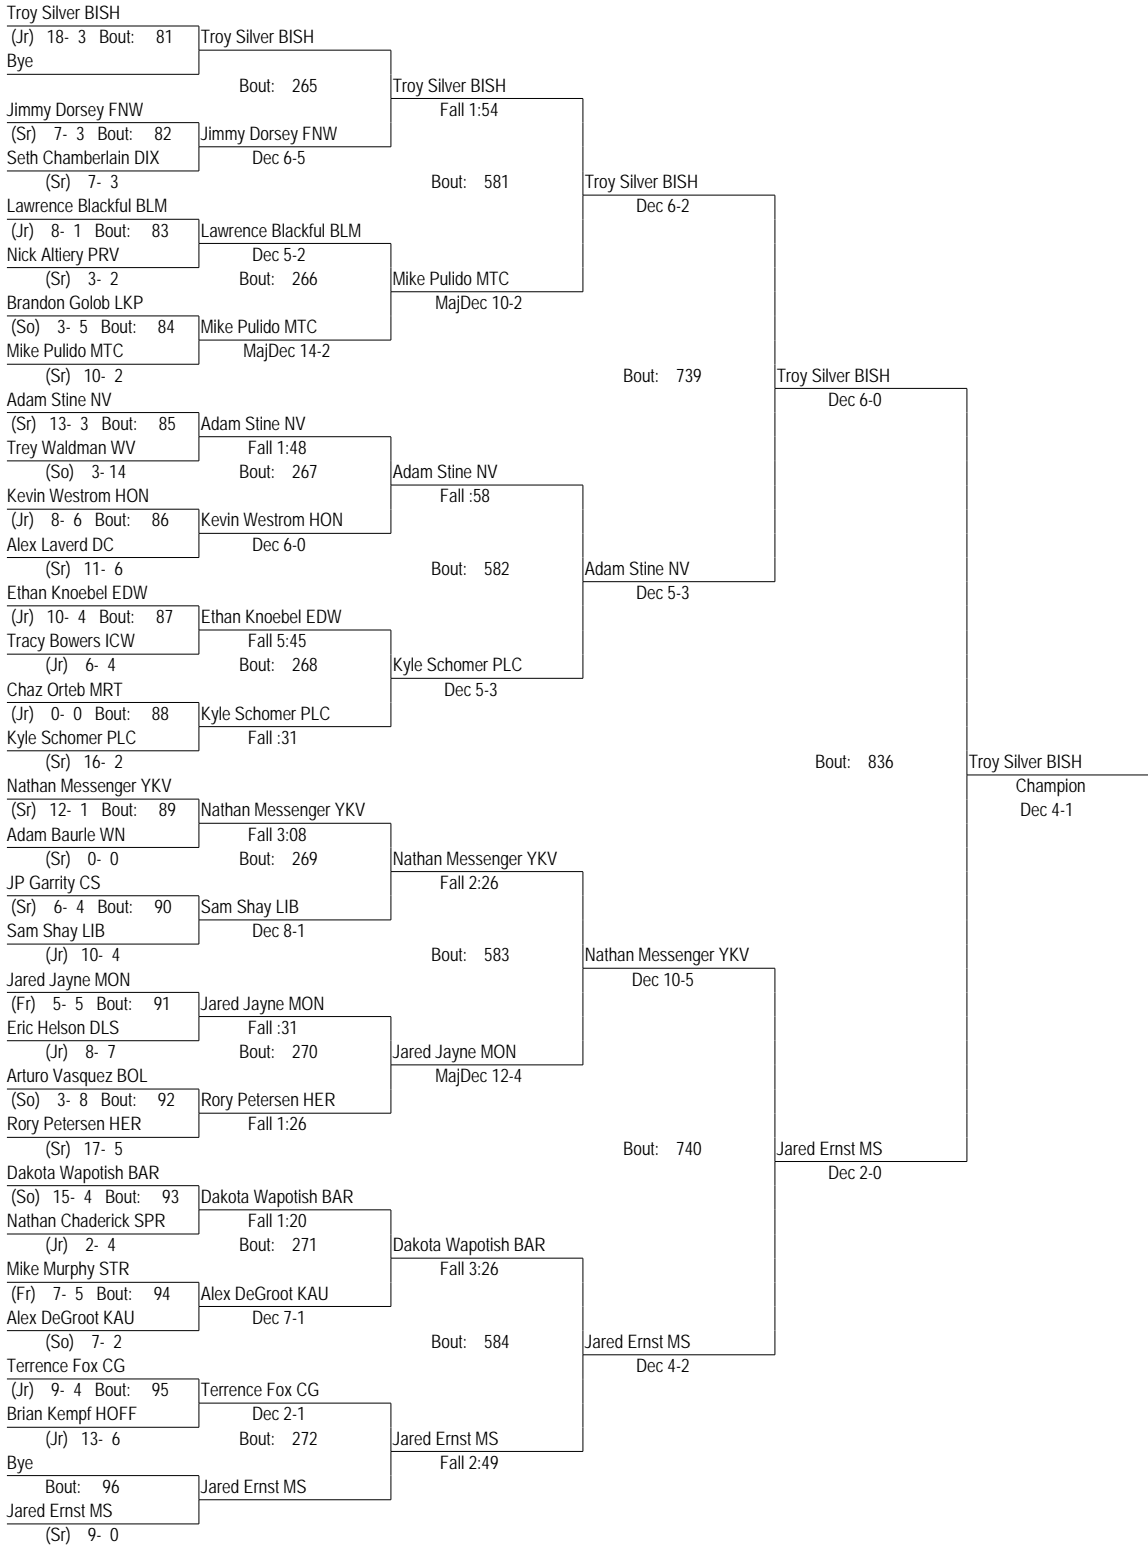 Troy Silver BISH
(Jr) 18- 3 Bout: 81 Troy Silver BISH
Bye
Bout: 265 Troy Silver BISH
Jimmy Dorsey FNW Fall 1:54
(Sr) 7- 3 Bout: 82 Jimmy Dorsey FNW
Seth Chamberlain DIX Dec 6-5
(Sr) 7- 3 Bout: 581 Troy Silver BISH
Lawrence Blackful BLM Dec 6-2
(Jr) 8- 1 Bout: 83 Lawrence Blackful BLM
Nick Altiery PRV Dec 5-2
(Sr) 3- 2 Bout: 266 Mike Pulido MTC
Brandon Golob LKP MajDec 10-2
(So) 3- 5 Bout: 84 Mike Pulido MTC
Mike Pulido MTC MajDec 14-2
(Sr) 10- 2 Bout: 739 Troy Silver BISH
Adam Stine NV Dec 6-0
(Sr) 13- 3 Bout: 85 Adam Stine NV
Trey Waldman WV Fall 1:48
(So) 3- 14 Bout: 267 Adam Stine NV
Kevin Westrom HON Fall :58
(Jr) 8- 6 Bout: 86 Kevin Westrom HON
Alex Laverd DC Dec 6-0
(Sr) 11- 6 Bout: 582 Adam Stine NV
Ethan Knoebel EDW Dec 5-3
(Jr) 10- 4 Bout: 87 Ethan Knoebel EDW
Tracy Bowers ICW Fall 5:45
(Jr) 6- 4 Bout: 268 Kyle Schomer PLC
Chaz Orteb MRT Dec 5-3
(Jr) 0- 0 Bout: 88 Kyle Schomer PLC
Kyle Schomer PLC Fall :31
(Sr) 16- 2 Bout: 836 Troy Silver BISH
Nathan Messenger YKV Champion
(Sr) 12- 1 Bout: 89 Nathan Messenger YKV Dec 4-1
Adam Baurle WN Fall 3:08
(Sr) 0- 0 Bout: 269 Nathan Messenger YKV
JP Garrity CS Fall 2:26
(Sr) 6- 4 Bout: 90 Sam Shay LIB
Sam Shay LIB Dec 8-1
(Jr) 10- 4 Bout: 583 Nathan Messenger YKV
Jared Jayne MON Dec 10-5
(Fr) 5- 5 Bout: 91 Jared Jayne MON
Eric Helson DLS Fall :31
(Jr) 8- 7 Bout: 270 Jared Jayne MON
Arturo Vasquez BOL MajDec 12-4
(So) 3- 8 Bout: 92 Rory Petersen HER
Rory Petersen HER Fall 1:26
(Sr) 17- 5 Bout: 740 Jared Ernst MS
Dakota Wapotish BAR Dec 2-0
(So) 15- 4 Bout: 93 Dakota Wapotish BAR
Nathan Chaderick SPR Fall 1:20
(Jr) 2- 4 Bout: 271 Dakota Wapotish BAR
Mike Murphy STR Fall 3:26
(Fr) 7- 5 Bout: 94 Alex DeGroot KAU
Alex DeGroot KAU Dec 7-1
(So) 7- 2 Bout: 584 Jared Ernst MS
Terrence Fox CG Dec 4-2
(Jr) 9- 4 Bout: 95 Terrence Fox CG
Brian Kempf HOFF Dec 2-1
(Jr) 13- 6 Bout: 272 Jared Ernst MS
Bye Fall 2:49
Bout: 96 Jared Ernst MS
Jared Ernst MS
(Sr) 9- 0